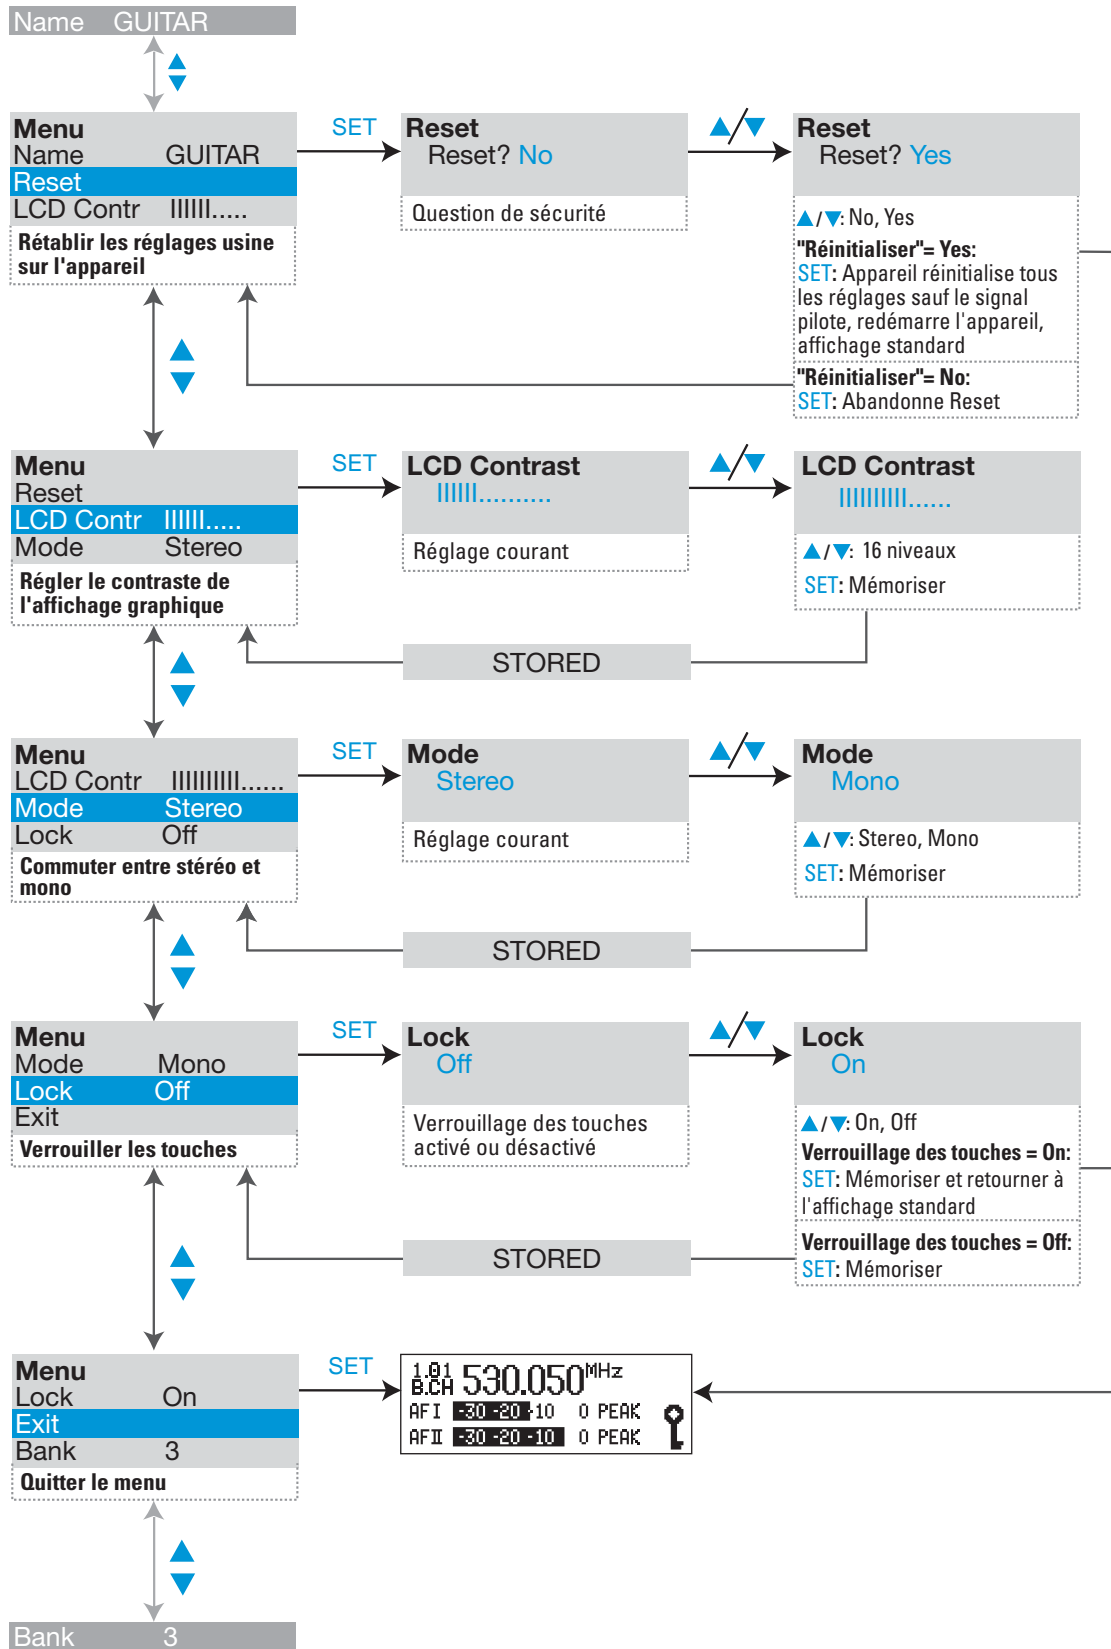 Name GUITAR
Menu
Name GUITAR
Reset
LCD Contr IIIIII.....
Rétablir les réglages usine
sur l'appareil
SET
Reset
Reset? No
Question de sécurité
Reset
Reset? Yes
▲/▼: No, Yes
"Réinitialiser"= Yes:
SET: Appareil réinitialise tous
les réglages sauf le signal
pilote, redémarre l'appareil,
affichage standard
"Réinitialiser"= No:
SET: Abandonne Reset
Menu
Reset
LCD Contr IIIIII.....
Mode Stereo
Régler le contraste de
l'affichage graphique
SET
LCD Contrast
IIIIII..........
Réglage courant
LCD Contrast
IIIIIIIIII......
▲/▼: 16 niveaux
SET: Mémoriser
STORED
Menu
LCD Contr IIIIIIIIII......
Mode Stereo
Lock Off
Commuter entre stéréo et
mono
SET
Mode
Stereo
Réglage courant
Mode
Mono
▲/▼: Stereo, Mono
SET: Mémoriser
STORED
Menu
Mode Mono
Lock Off
Exit
Verrouiller les touches
SET
Lock
Off
Verrouillage des touches
activé ou désactivé
Lock
On
▲/▼: On, Off
Verrouillage des touches = On:
SET: Mémoriser et retourner à
l'affichage standard
Verrouillage des touches = Off:
SET: Mémoriser
STORED
Menu
Lock On
Exit
Bank 3
Quitter le menu
SET
1.01
B.CH 530.050 MHz
AF I -30 -20 -10 0 PEAK
AF II -30 -20 -10 0 PEAK
Bank 3